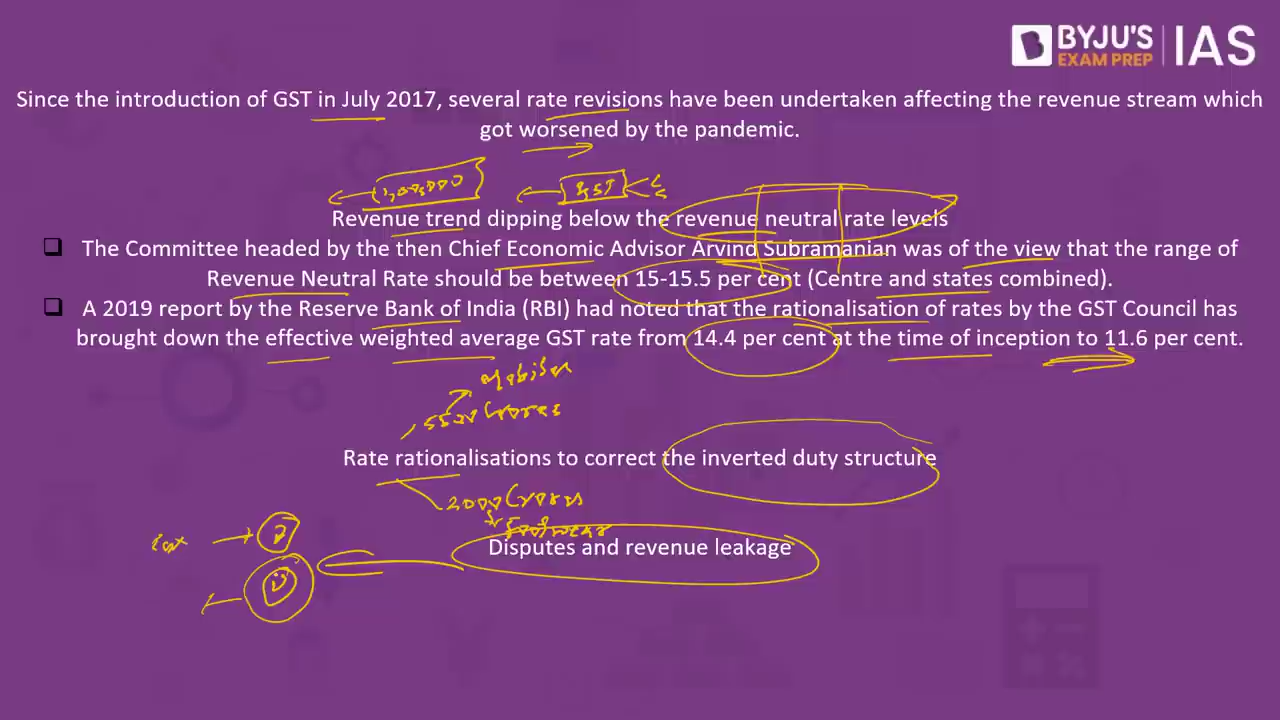 BYJU'S
EXAM PREP
IAS
Since the introduction of GST in July 2017, several rate revisions have been undertaken affecting the revenue stream which
got worsened by the pandemic.
GST
Revenue trend dipping below the revenue neutral rate levels
❑ The Committee headed by the then Chief Economic Advisor Arvind Subramanian was of the view that the range of
Revenue Neutral Rate should be between 15-15.5 per cent (Centre and states combined).
❑ A 2019 report by the Reserve Bank of India (RBI) had noted that the rationalisation of rates by the GST Council has
brought down the effective weighted average GST rate from 14.4 per cent at the time of inception to 11.6 per cent.
Crores
Rate rationalisations to correct the inverted duty structure
2000 Crores
footwear
Disputes and revenue leakage